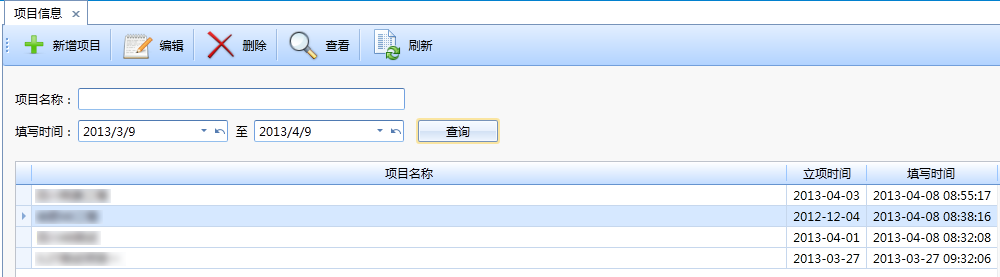 项目信息
新增项目 编辑 删除 查看 刷新
项目名称：
填写时间： 2013/3/9 至 2013/4/9 查询
项目名称 立项时间 填写时间
2013-04-03 2013-04-08 08:55:17
2012-12-04 2013-04-08 08:38:16
2013-04-01 2013-04-08 08:32:08
2013-03-27 2013-03-27 09:32:06